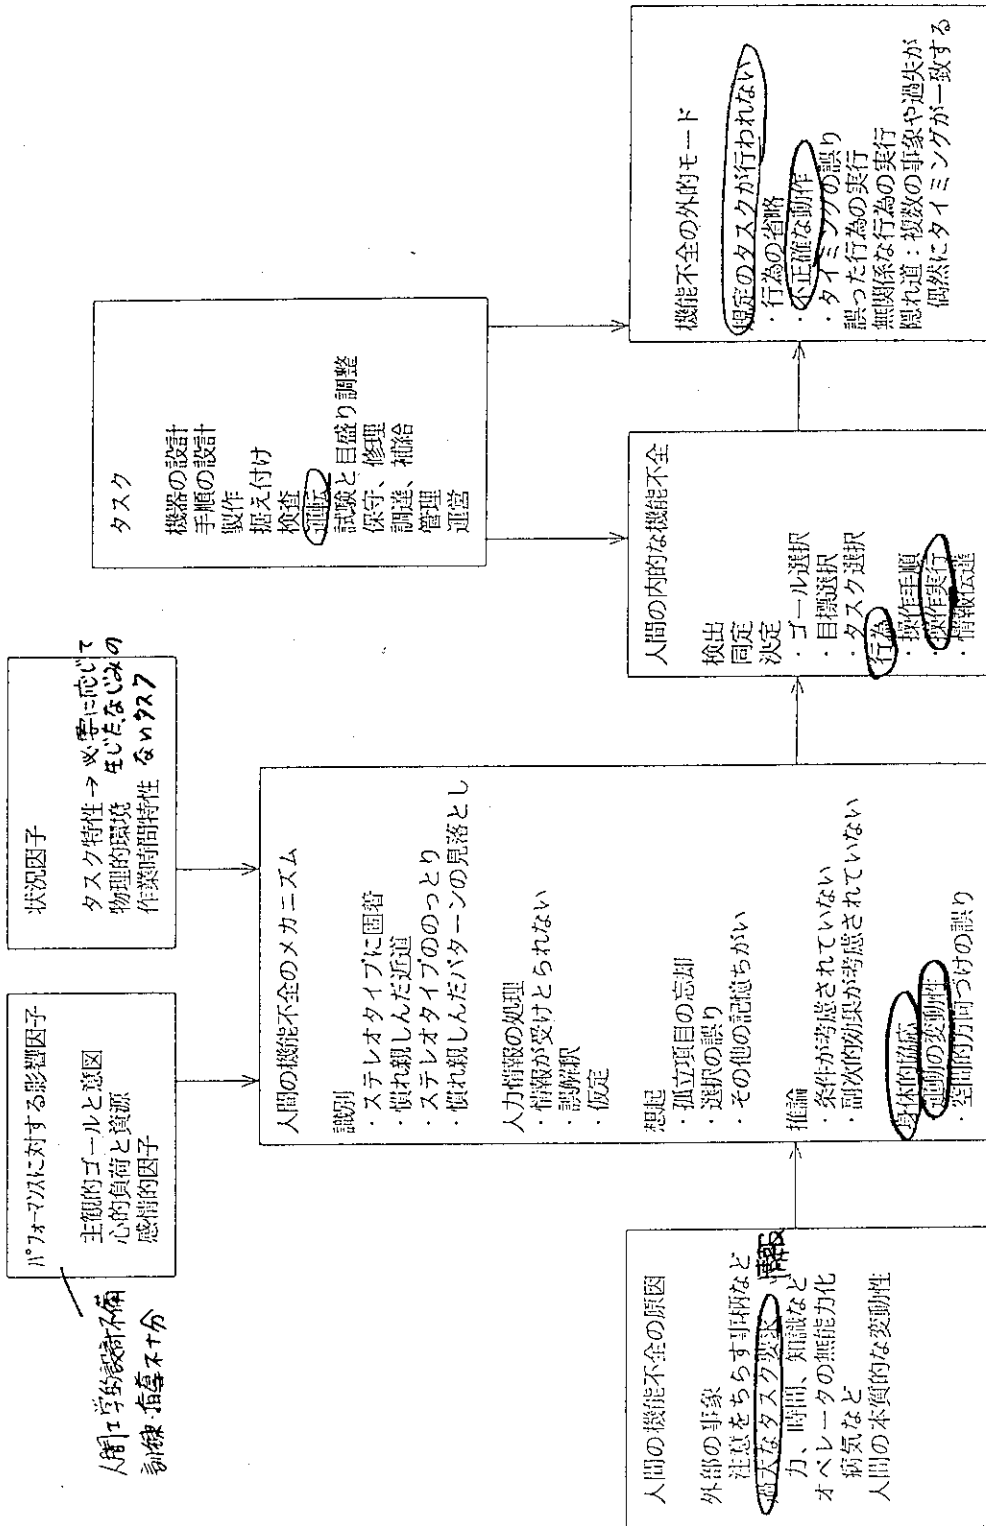 パフォーマンスに対する影響因子
主観的ゴールと意図
心的負荷と資源
感情的因子
人間工学的設計不備
訓練・指導不十分
状況因子
タスク特性→必要に応じて
物理的環境 生じたなじみの
作業時間特性 ないタスク
タスク
機器の設計
手順の設計
製作
据え付け
検査
運転
試験と目盛り調整
保守、修理
調達、補給
管理
運営
人間の機能不全の原因
外部の事象
注意をちらす事柄など
過大なタスク要求
力、時間、知識など
オペレータの無能力化
病気など
人間の本質的な変動性
人間の機能不全のメカニズム
識別
・ステレオタイプに固着
・慣れ親しんだ近道
・ステレオタイプののっとり
・慣れ親しんだパターンの見落とし
入力情報の処理
・情報が受けとられない
・誤解釈
・仮定
想起
・孤立項目の忘却
・選択の誤り
・その他の記憶ちがい
推論
・条件が考慮されていない
・副次的効果が考慮されていない
身体的協応
運動の変動性
・空間的方向づけの誤り
人間の内的な機能不全
検出
同定
決定
・ゴール選択
・目標選択
・タスク選択
行為
・操作手順
・操作実行
・情報伝達
機能不全の外的モード
規定のタスクが行われない
・行為の省略
・不正確な動作
・タイミングの誤り
誤った行為の実行
無関係な行為の実行
隠れ道：複数の事象や過失が
偶然にタイミングが一致する